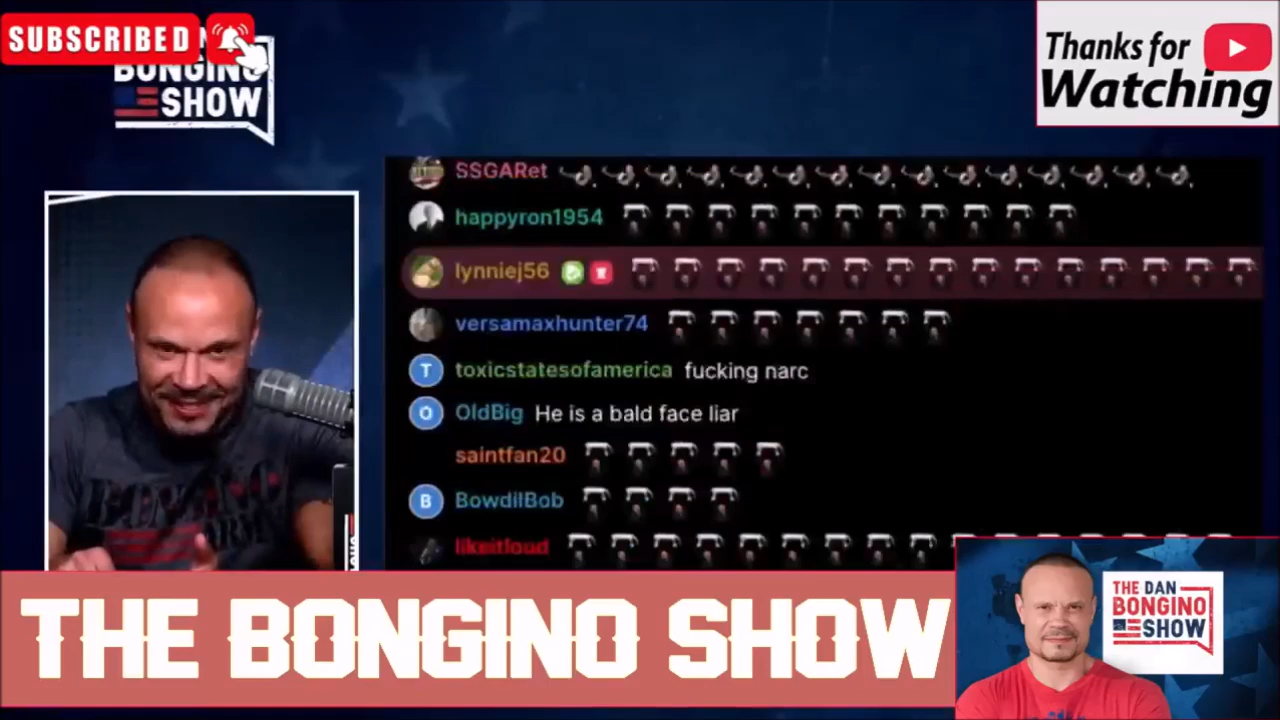 SUBSCRIBED
BONGINO
SHOW
Thanks for
Watching
SSGARet
happyron1954
lynniej56
versamaxhunter74
T toxicstatesofamerica fucking narc
O OldBig He is a bald face liar
saintfan20
B BowdilBob
likeitloud
THE BONGINO SHOW
THE DAN
BONGINO
SHOW